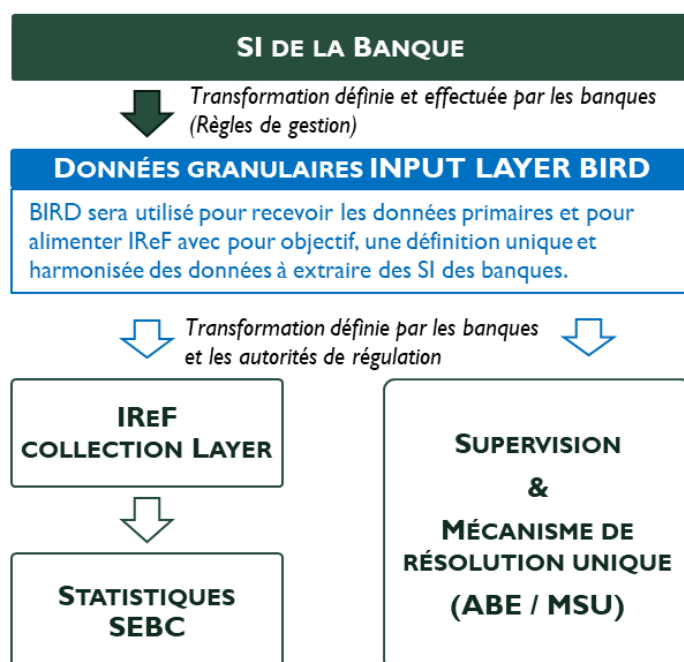 SI DE LA BANQUE
Transformation définie et effectuée par les banques
(Règles de gestion)
DONNÉES GRANULAIRES INPUT LAYER BIRD
BIRD sera utilisé pour recevoir les données primaires et pour
alimenter IReF avec pour objectif, une définition unique et
harmonisée des données à extraire des SI des banques.
Transformation définie par les banques
et les autorités de régulation
IREF
COLLECTION LAYER
STATISTIQUES
SEBC
SUPERVISION
&
MÉCANISME DE
RÉSOLUTION UNIQUE
(ABE / MSU)